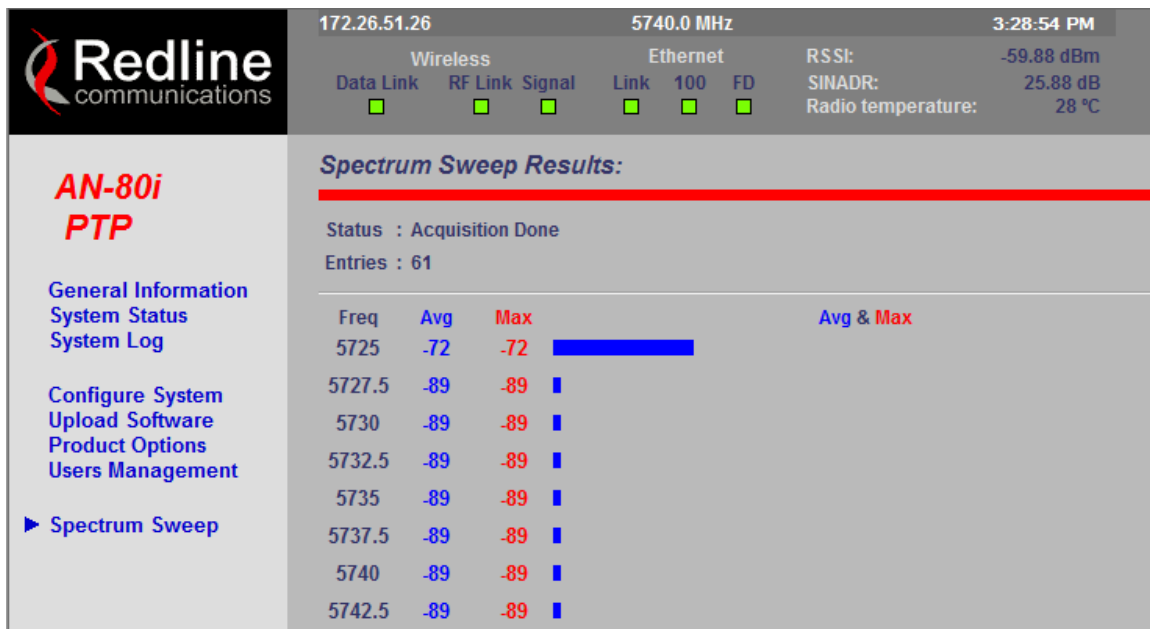 Redline
communications
172.26.51.26 5740.0 MHz 3:28:54 PM
Wireless Ethernet
Data Link RF Link Signal Link 100 FD
RSSI: -59.88 dBm
SINADR: 25.88 dB
Radio temperature: 28 ºC
AN-80i
PTP
General Information
System Status
System Log
Configure System
Upload Software
Product Options
Users Management
Spectrum Sweep
Spectrum Sweep Results:
Status : Acquisition Done
Entries : 61
Freq Avg Max Avg & Max
5725 -72 -72
5727.5 -89 -89
5730 -89 -89
5732.5 -89 -89
5735 -89 -89
5737.5 -89 -89
5740 -89 -89
5742.5 -89 -89